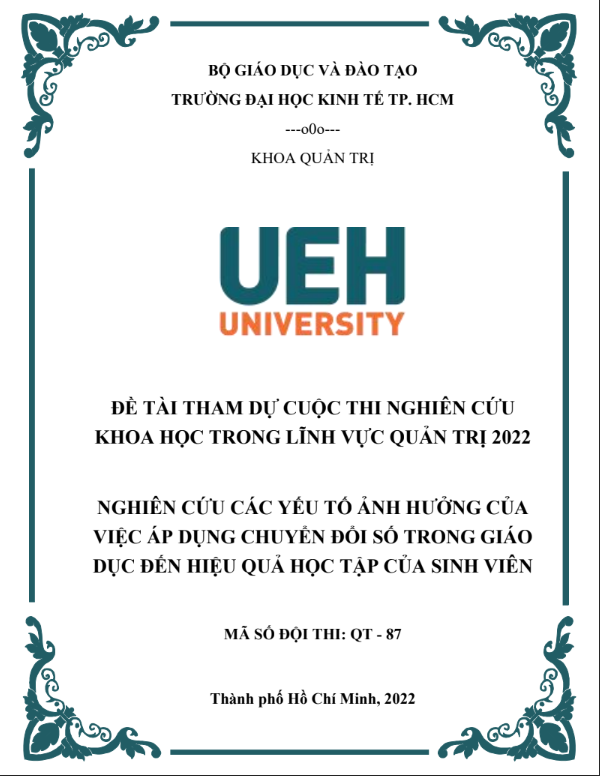 BỘ GIÁO DỤC VÀ ĐÀO TẠO
TRƯỜNG ĐẠI HỌC KINH TẾ TP. HCM
---o0o---
KHOA QUẢN TRỊ
UEH
UNIVERSITY
ĐỀ TÀI THAM DỰ CUỘC THI NGHIÊN CỨU
KHOA HỌC TRONG LĨNH VỰC QUẢN TRỊ 2022
NGHIÊN CỨU CÁC YẾU TỐ ẢNH HƯỞNG CỦA
VIỆC ÁP DỤNG CHUYỂN ĐỔI SỐ TRONG GIÁO
DỤC ĐẾN HIỆU QUẢ HỌC TẬP CỦA SINH VIÊN
MÃ SỐ ĐỘI THI: QT - 87
Thành phố Hồ Chí Minh, 2022